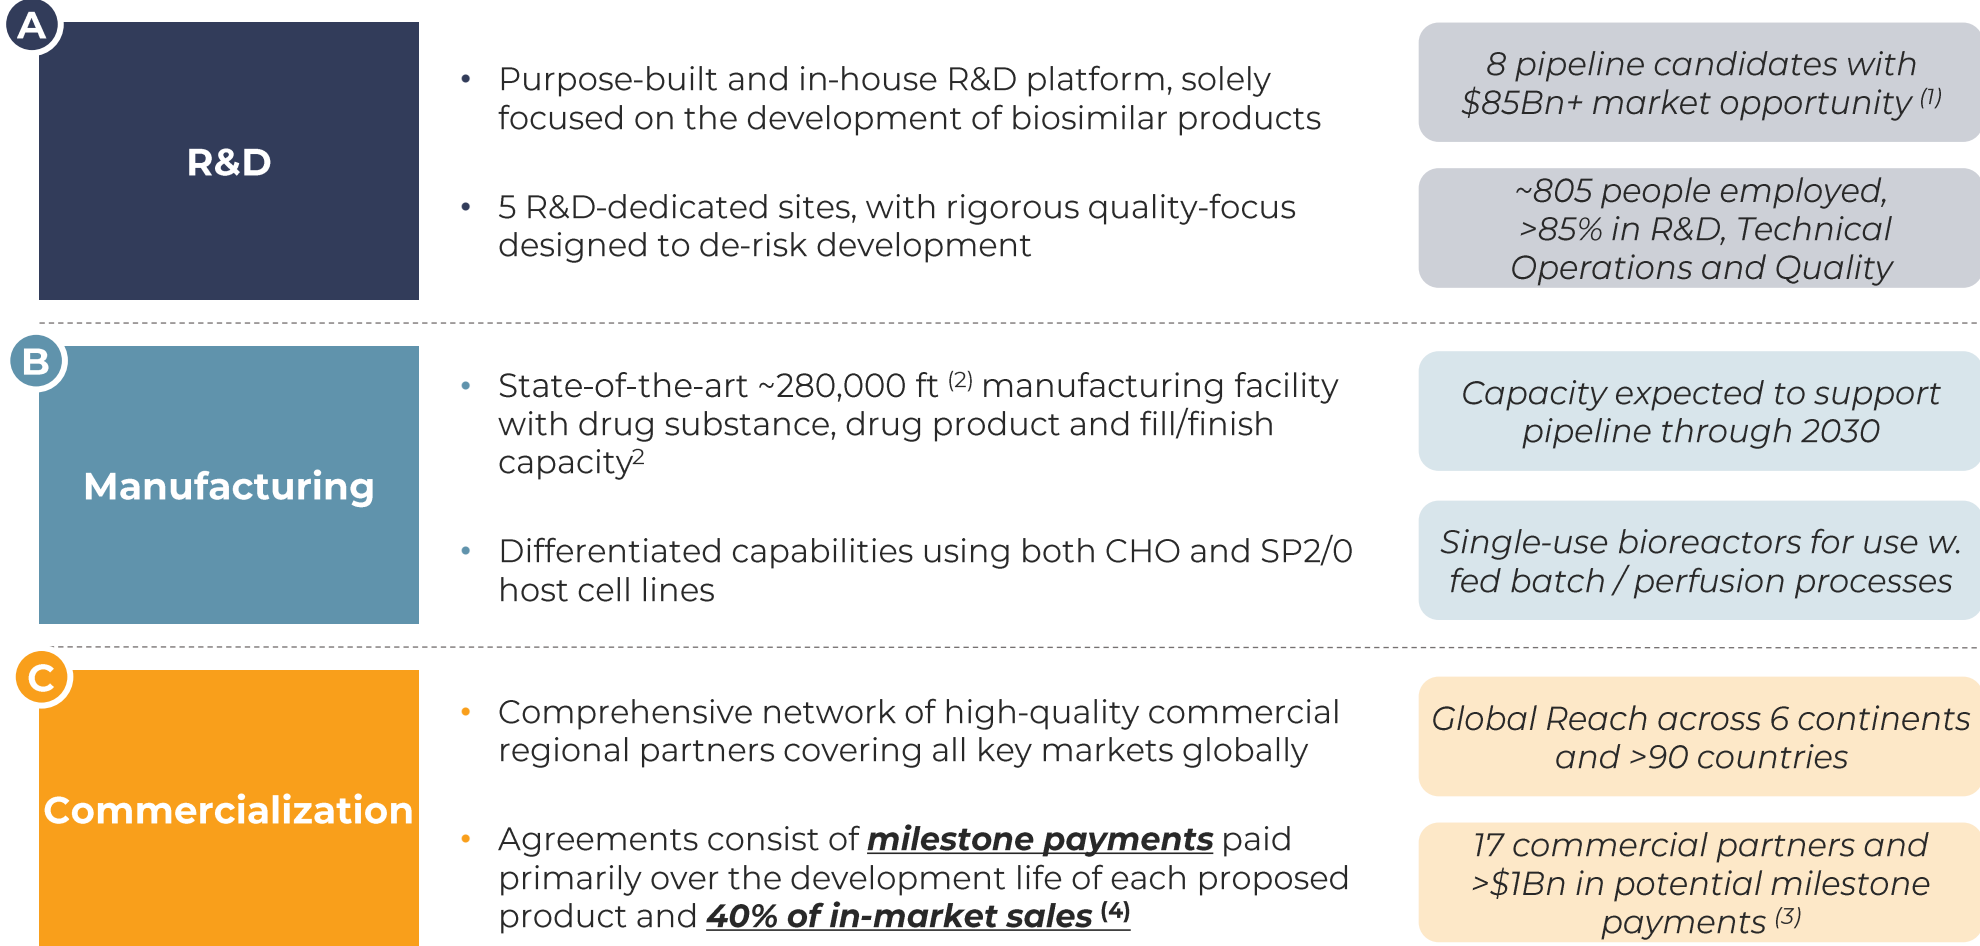 A
R&D
• Purpose-built and in-house R&D platform, solely
focused on the development of biosimilar products
• 5 R&D-dedicated sites, with rigorous quality-focus
designed to de-risk development
8 pipeline candidates with
$85Bn+ market opportunity (1)
~805 people employed,
>85% in R&D, Technical
Operations and Quality
B
Manufacturing
• State-of-the-art ~280,000 ft (2) manufacturing facility
with drug substance, drug product and fill/finish
capacity2
• Differentiated capabilities using both CHO and SP2/0
host cell lines
Capacity expected to support
pipeline through 2030
Single-use bioreactors for use w.
fed batch / perfusion processes
C
Commercialization
• Comprehensive network of high-quality commercial
regional partners covering all key markets globally
• Agreements consist of milestone payments paid
primarily over the development life of each proposed
product and 40% of in-market sales (4)
Global Reach across 6 continents
and >90 countries
17 commercial partners and
>$1Bn in potential milestone
payments (3)